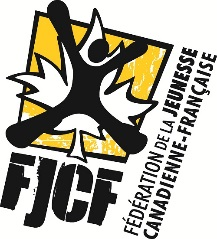 FJCF
FÉDÉRATION DE LA JEUNESSE
CANADIENNE-FRANÇAISE